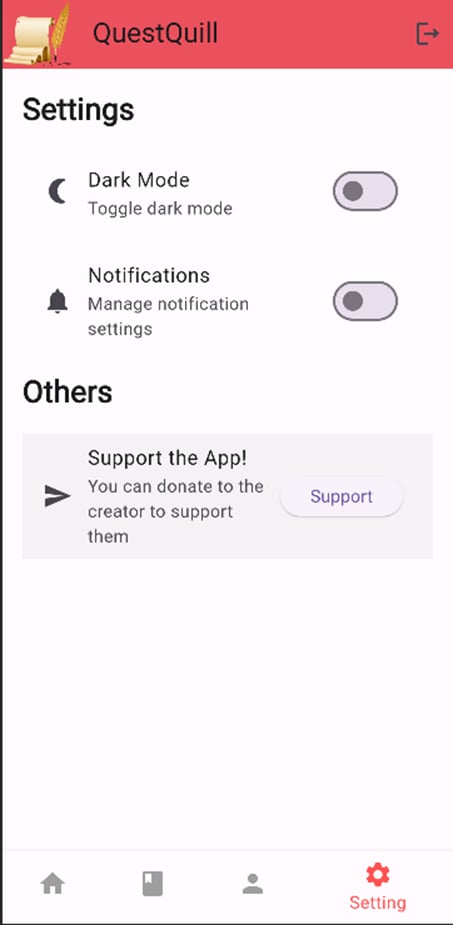 QuestQuill
Settings
Dark Mode
Toggle dark mode
Notifications
Manage notification
settings
Others
Support the App!
You can donate to the
creator to support
them
Support
Setting